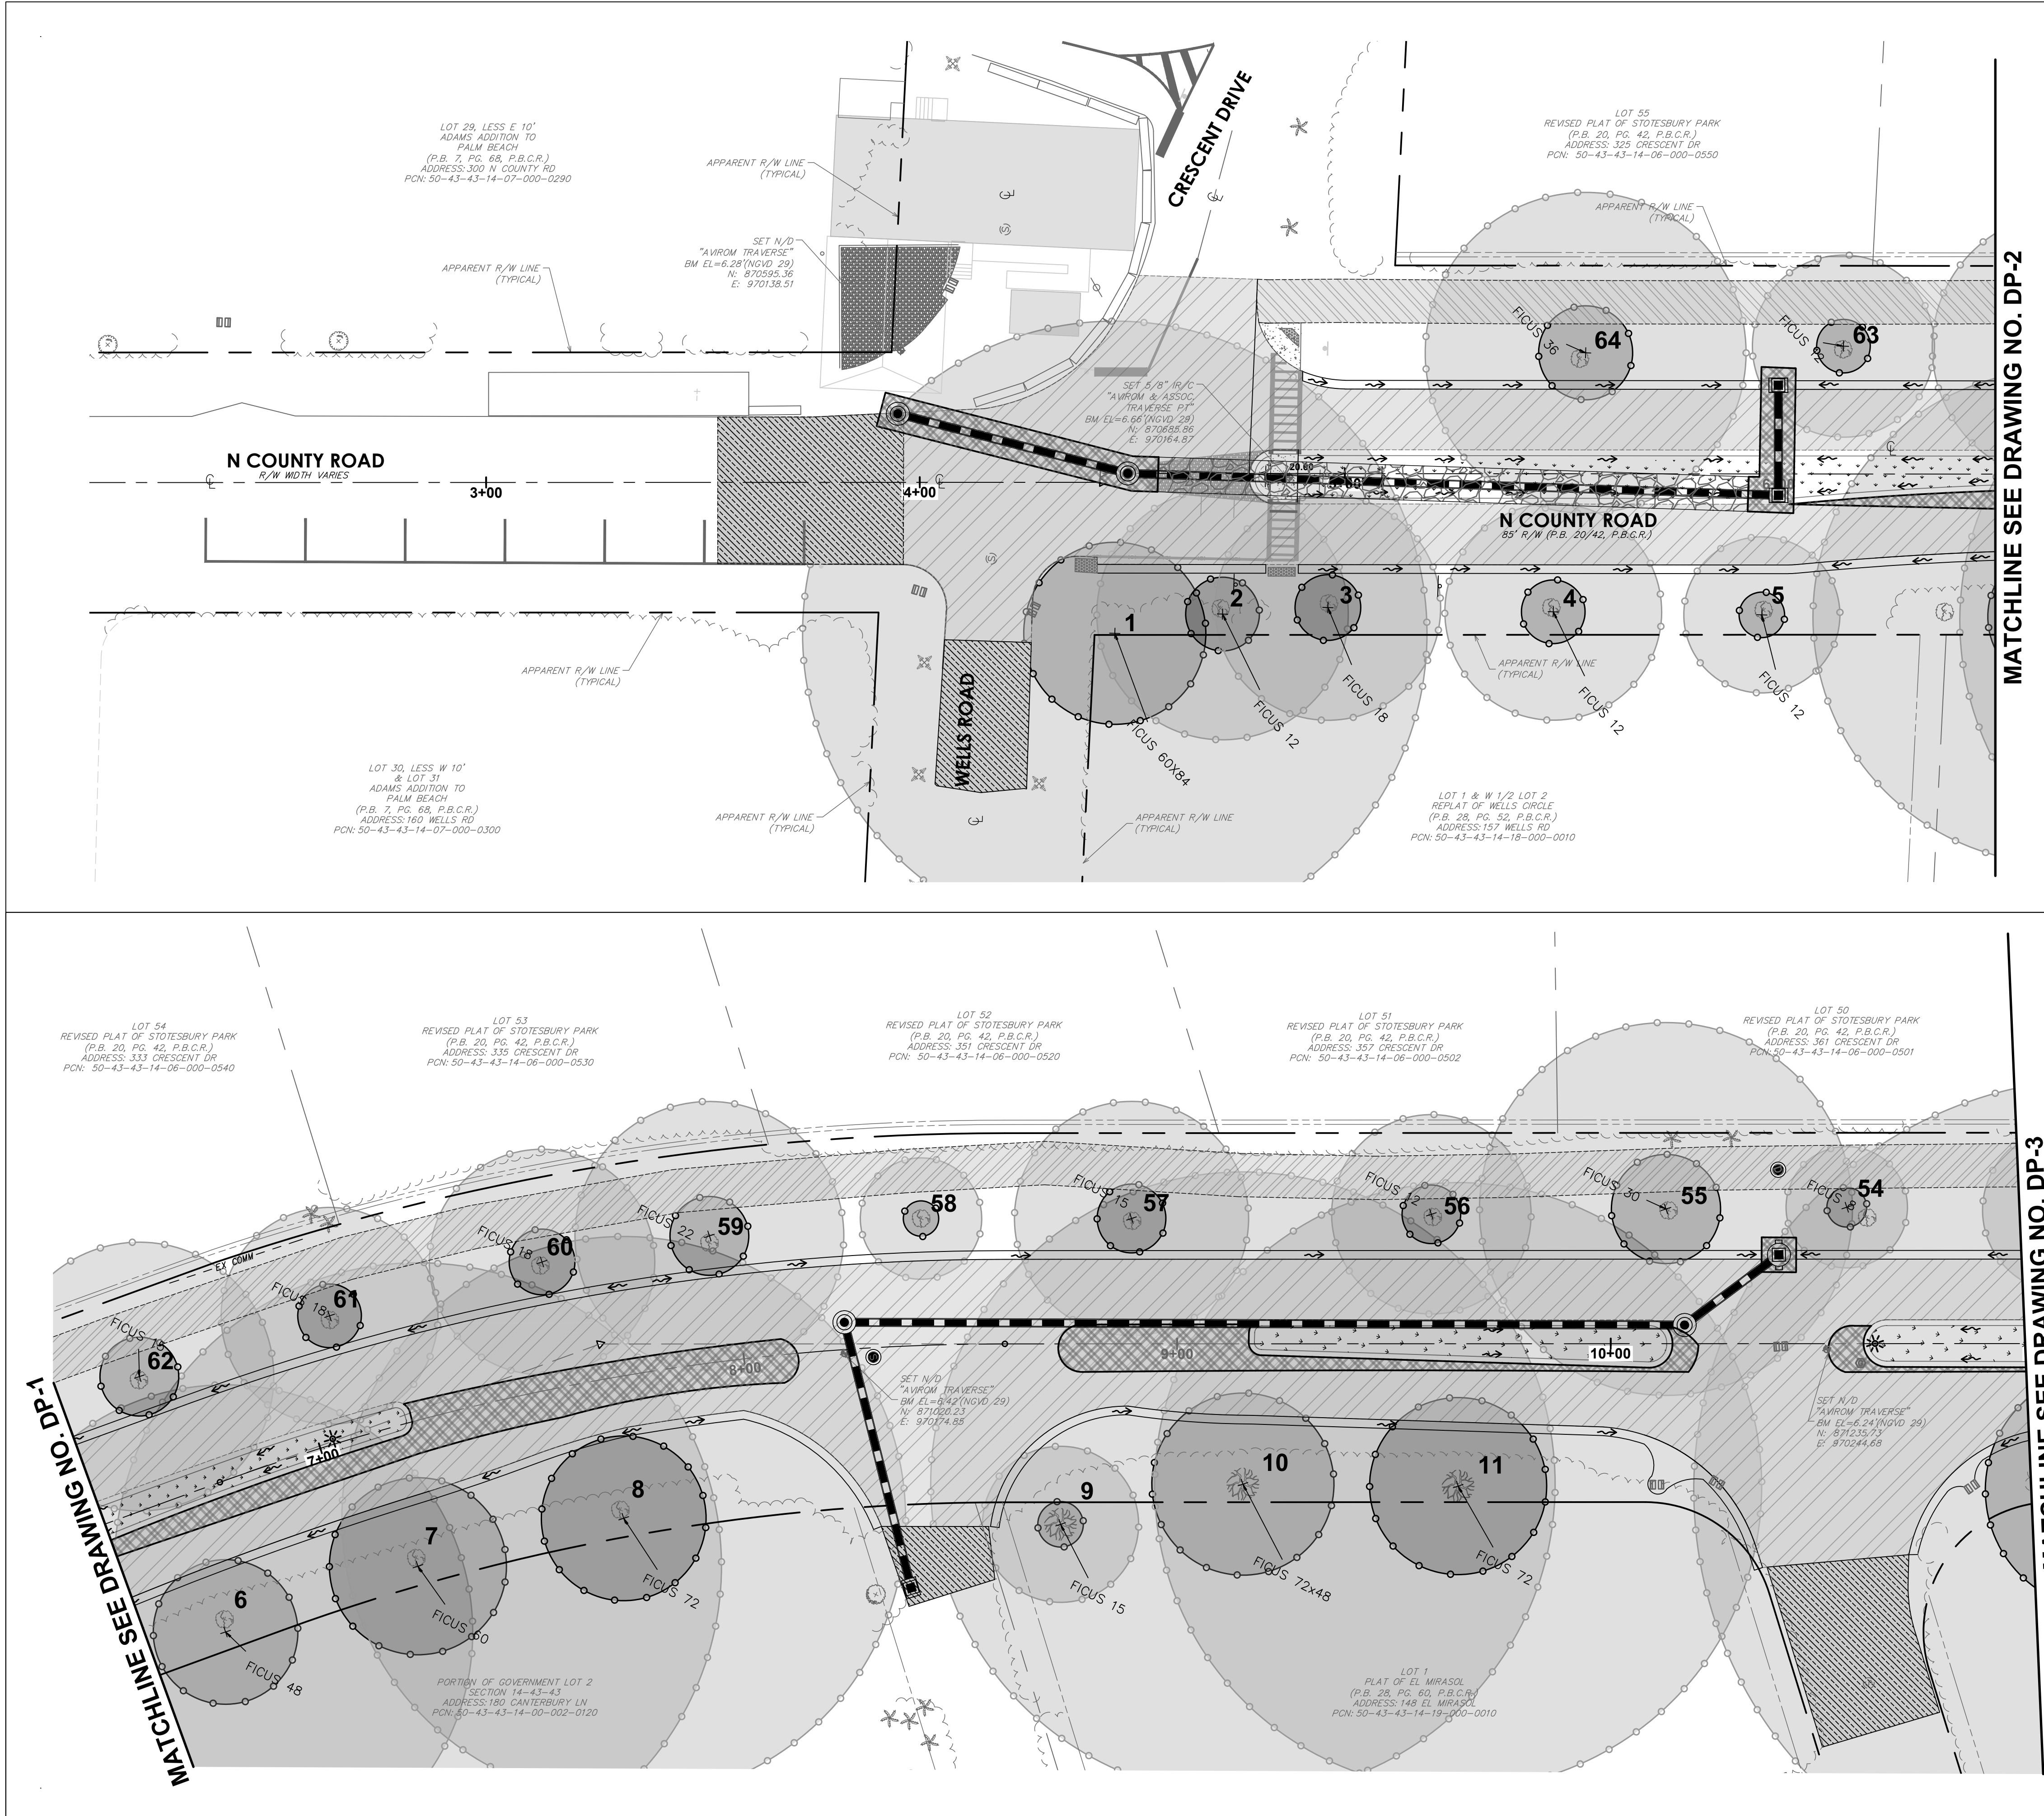 LOT 29, LESS E 10'
ADAMS ADDITION TO
PALM BEACH
(P.B. 7, PG. 68, P.B.C.R.)
ADDRESS: 300 N COUNTY RD
PCN: 50-43-43-14-07-000-0290
APPARENT R/W LINE
(TYPICAL)
CRESCENT DRIVE
LOT 55
REVISED PLAT OF STOTESBURY PARK
(P.B. 20, PG. 42, P.B.C.R.)
ADDRESS: 325 CRESCENT DR
PCN: 50-43-43-14-06-000-0550
APPARENT R/W LINE
(TYPICAL)
SET N/D
"AVIROM TRAVERSE"
BM EL=6.28'(NGVD 29)
N: 870595.36
E: 970138.51
APPARENT R/W LINE
(TYPICAL)
MATCHLINE SEE DRAWING NO. DP-2
FICUS 36
64
FICUS 12
63
SET 5/8" IR/C
"AVIROM & ASSOC.
TRAVERSE PT"
BM EL=6.66'(NGVD 29)
N: 870685.86
E: 970164.87
N COUNTY ROAD
R/W WIDTH VARIES
3+00
4+00
20.60
N COUNTY ROAD
85' R/W (P.B. 20/42, P.B.C.R.)
1
2
3
4
5
FICUS 60X84
FICUS 12
FICUS 18
FICUS 12
FICUS 12
APPARENT R/W LINE
(TYPICAL)
APPARENT R/W LINE
(TYPICAL)
WELLS ROAD
LOT 30, LESS W 10'
& LOT 31
ADAMS ADDITION TO
PALM BEACH
(P.B. 7, PG. 68, P.B.C.R.)
ADDRESS: 160 WELLS RD
PCN: 50-43-43-14-07-000-0300
APPARENT R/W LINE
(TYPICAL)
APPARENT R/W LINE
(TYPICAL)
LOT 1 & W 1/2 LOT 2
REPLAT OF WELLS CIRCLE
(P.B. 28, PG. 52, P.B.C.R.)
ADDRESS: 157 WELLS RD
PCN: 50-43-43-14-18-000-0010
LOT 54
REVISED PLAT OF STOTESBURY PARK
(P.B. 20, PG. 42, P.B.C.R.)
ADDRESS: 333 CRESCENT DR
PCN: 50-43-43-14-06-000-0540
LOT 53
REVISED PLAT OF STOTESBURY PARK
(P.B. 20, PG. 42, P.B.C.R.)
ADDRESS: 335 CRESCENT DR
PCN: 50-43-43-14-06-000-0530
LOT 52
REVISED PLAT OF STOTESBURY PARK
(P.B. 20, PG. 42, P.B.C.R.)
ADDRESS: 351 CRESCENT DR
PCN: 50-43-43-14-06-000-0520
LOT 51
REVISED PLAT OF STOTESBURY PARK
(P.B. 20, PG. 42, P.B.C.R.)
ADDRESS: 357 CRESCENT DR
PCN: 50-43-43-14-06-000-0502
LOT 50
REVISED PLAT OF STOTESBURY PARK
(P.B. 20, PG. 42, P.B.C.R.)
ADDRESS: 361 CRESCENT DR
PCN: 50-43-43-14-06-000-0501
EX COMM
FICUS 15
62
FICUS 18
61
FICUS 18
60
FICUS 22
59
58
FICUS 15
57
FICUS 12
56
FICUS 30
55
FICUS 8
54
MATCHLINE SEE DRAWING NO. DP-1
MATCHLINE SEE DRAWING NO. DP-3
7+00
8+00
9+00
10+00
SET N/D
"AVIROM TRAVERSE"
BM EL=6.42'(NGVD 29)
N: 871020.23
E: 970174.85
SET N/D
"AVIROM TRAVERSE"
BM EL=6.24'(NGVD 29)
N: 871235.73
E: 970244.68
6
7
8
9
10
11
FICUS 48
FICUS 60
FICUS 72
FICUS 15
FICUS 72x48
FICUS 72
PORTION OF GOVERNMENT LOT 2
SECTION 14-43-43
ADDRESS: 180 CANTERBURY LN
PCN: 50-43-43-14-00-002-0120
LOT 1
PLAT OF EL MIRASOL
(P.B. 28, PG. 60, P.B.C.R.)
ADDRESS: 148 EL MIRASOL
PCN: 50-43-43-14-19-000-0010